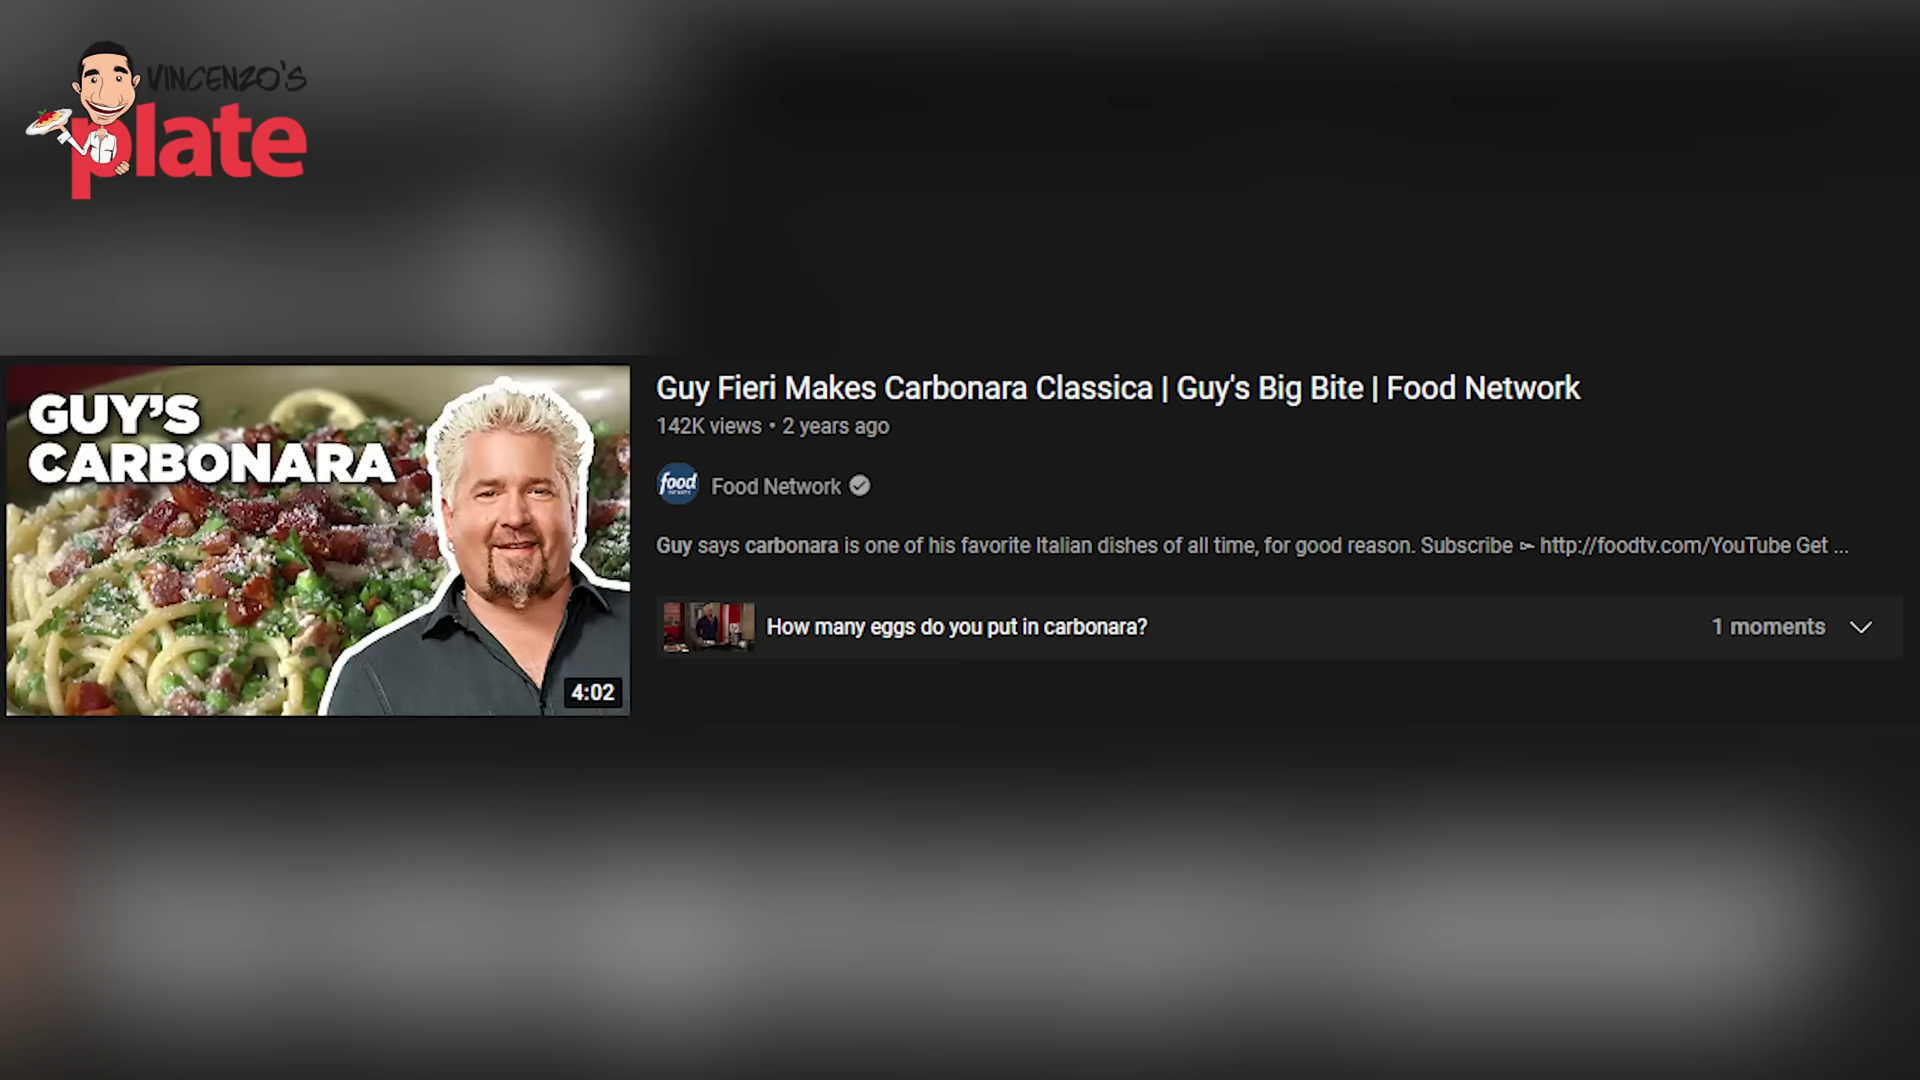 VINCENZO'S
plate
GUY'S
CARBONARA
4:02
Guy Fieri Makes Carbonara Classica | Guy's Big Bite | Food Network
142K views • 2 years ago
food
Food Network
Guy says carbonara is one of his favorite Italian dishes of all time, for good reason. Subscribe ► http://foodtv.com/YouTube Get ...
How many eggs do you put in carbonara?
1 moments